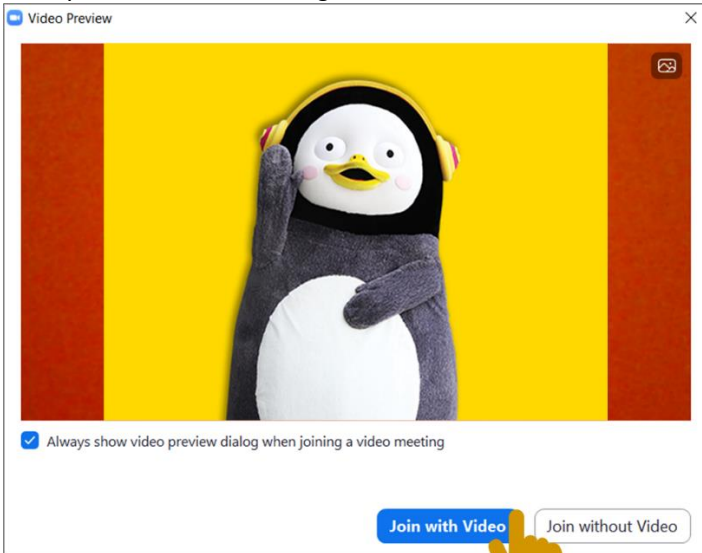 Video Preview
Always show video preview dialog when joining a video meeting
Join with Video
Join without Video